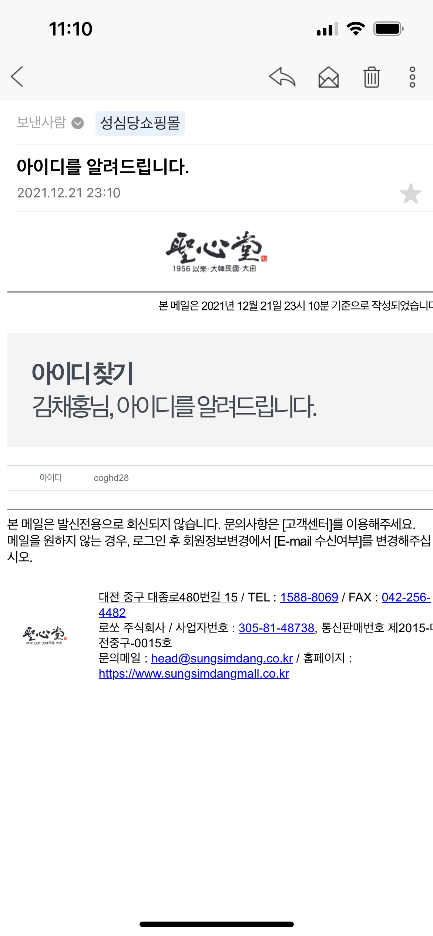 11:10
보낸사람
성심당쇼핑몰
아이디를 알려드립니다.
2021.12.21 23:10
聖心堂
1956 以來·大韓民國·大田
본 메일은 2021년 12월 21일 23시 10분 기준으로 작성되었습니다
아이디 찾기
김채홍님, 아이디를 알려드립니다.
아이디 coghd28
본 메일은 발신전용으로 회신되지 않습니다. 문의사항은 [고객센터]를 이용해주세요.
메일을 원하지 않는 경우, 로그인 후 회원정보변경에서 [E-mail 수신여부]를 변경해주십
시오.
대전 중구 대종로480번길 15 / TEL : 1588-8069 / FAX : 042-256-
4482
로쏘 주식회사 / 사업자번호 : 305-81-48738, 통신판매번호 제2015-
전중구-0015호
문의메일 : head@sungsimdang.co.kr / 홈페이지 :
https://www.sungsimdangmall.co.kr
聖心堂